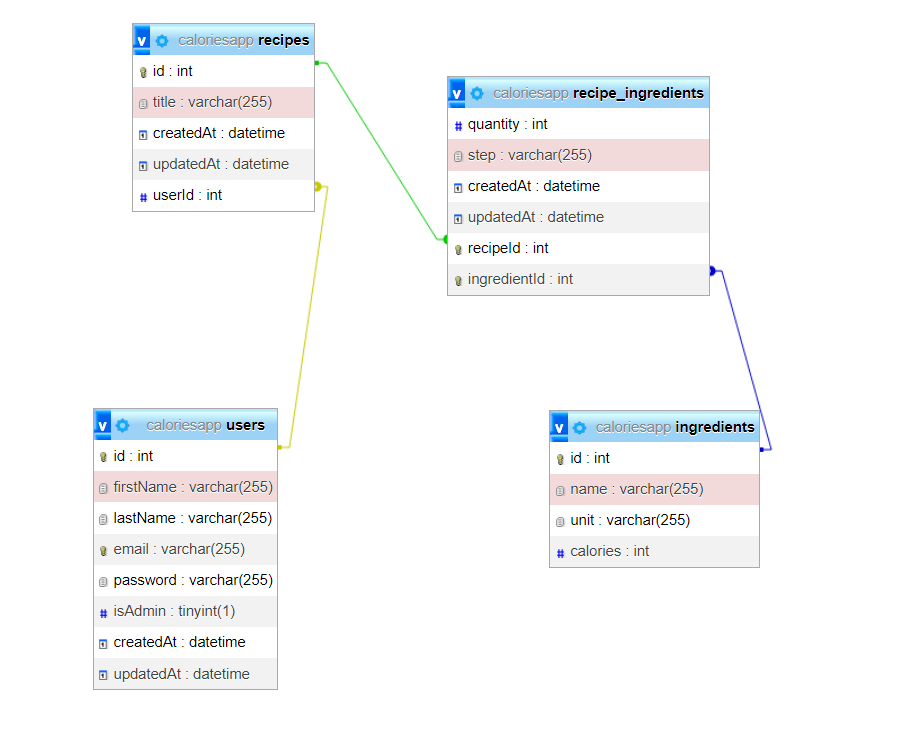 v caloriesapp recipes
id : int
title : varchar(255)
createdAt : datetime
updatedAt : datetime
# userId : int
v caloriesapp recipe_ingredients
# quantity : int
step : varchar(255)
createdAt : datetime
updatedAt : datetime
recipeId : int
ingredientId : int
v caloriesapp users
id : int
firstName : varchar(255)
lastName : varchar(255)
email : varchar(255)
password : varchar(255)
# isAdmin : tinyint(1)
createdAt : datetime
updatedAt : datetime
v caloriesapp ingredients
id : int
name : varchar(255)
unit : varchar(255)
# calories : int